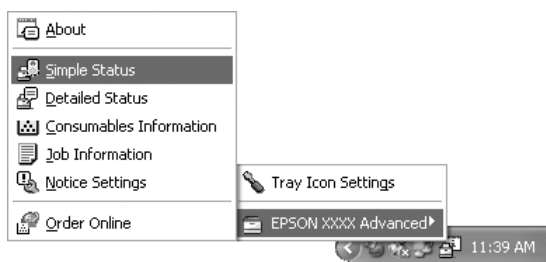 About
Simple Status
Detailed Status
Consumables Information
Job Information
Notice Settings
Order Online
Tray Icon Settings
EPSON XXXX Advanced
11:39 AM